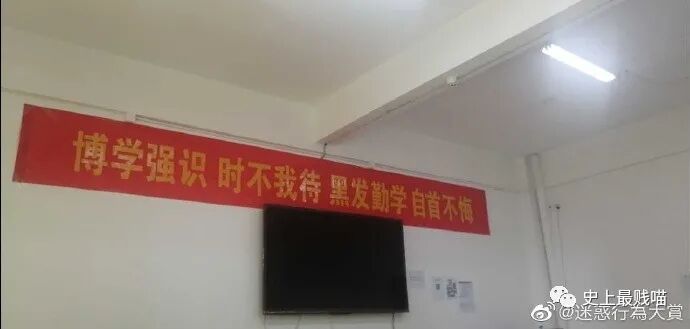 博学强识 时不我待 黑发勤学 自首不悔
史上最贱喵
@迷惑行為大賞